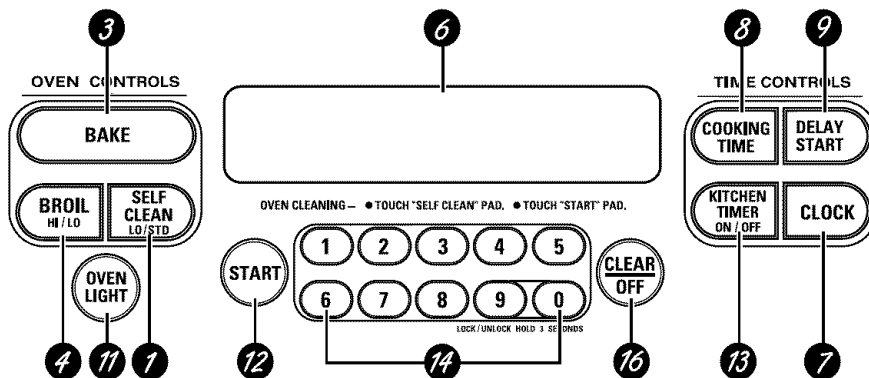 3 6 8 9
OVEN CONTROLS
TIME CONTROLS
BAKE
COOKING
TIME
DELAY
START
BROIL
HI / LO
SELF
CLEAN
LO/STD
OVEN CLEANING – ● TOUCH "SELF CLEAN" PAD. ● TOUCH "START" PAD.
KITCHEN
TIMER
ON / OFF
CLOCK
OVEN
LIGHT
START
1 2 3 4 5
6 7 8 9 0
LOCK/UNLOCK HOLD 3 SECONDS
CLEAR
OFF
4 11 1 12 14 16 13 7